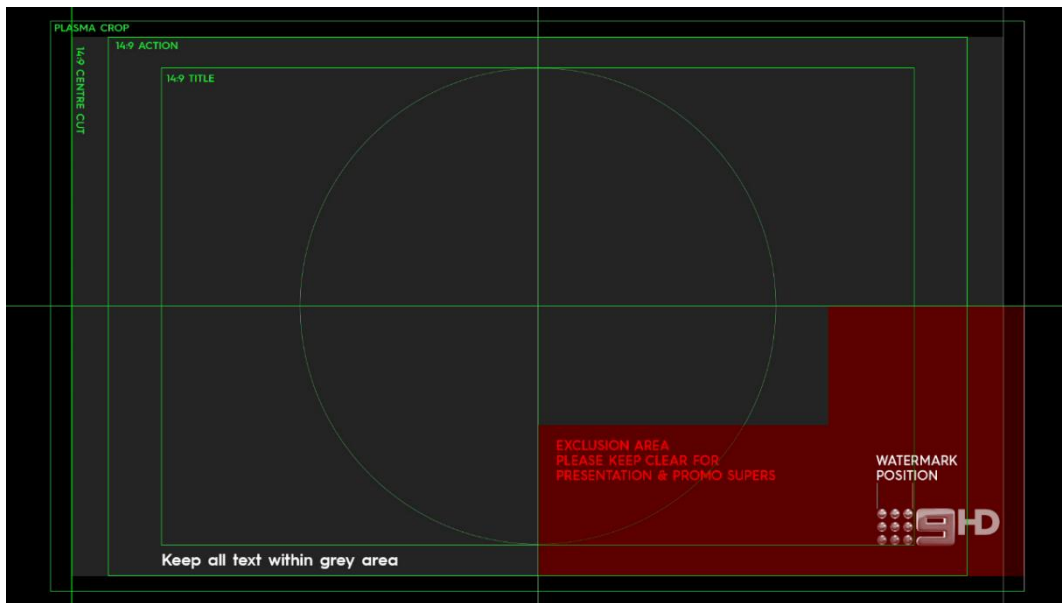 PLASMA CROP
14:9 ACTION
14:9 CENTRE CUT
14:9 TITLE
EXCLUSION AREA
PLEASE KEEP CLEAR FOR
PRESENTATION & PROMO SUPERS
WATERMARK
POSITION
9HD
Keep all text within grey area